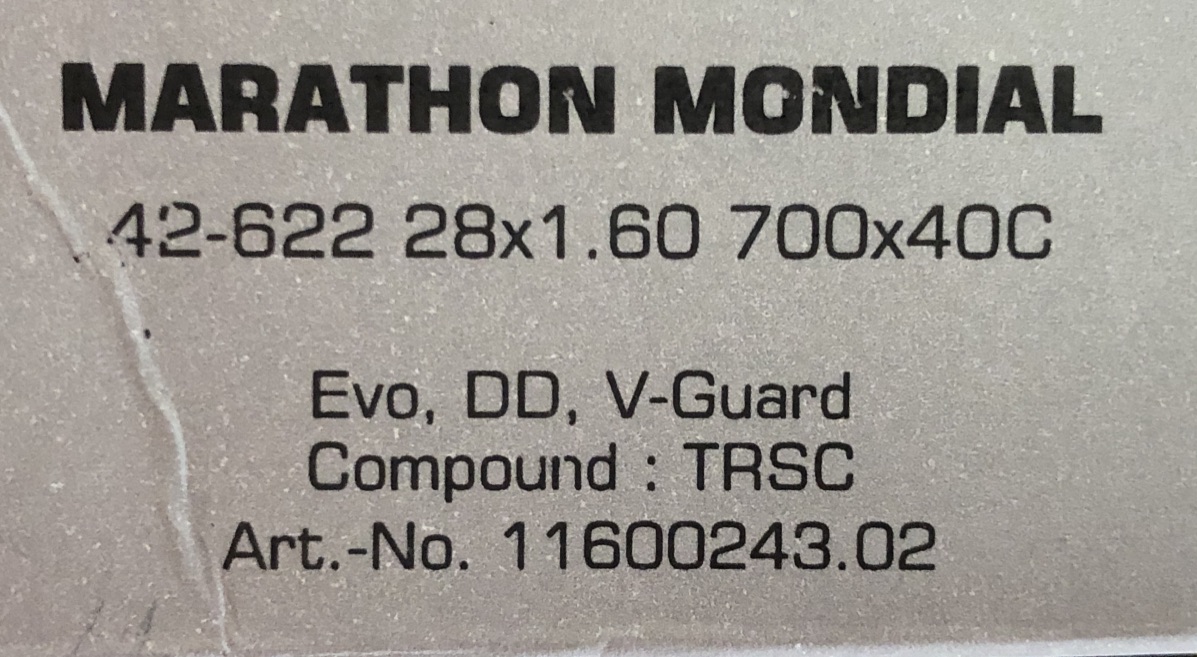 MARATHON MONDIAL
42-622 28x1.60 700x40C
Evo, DD, V-Guard
Compound : TRSC
Art.-No. 11600243.02